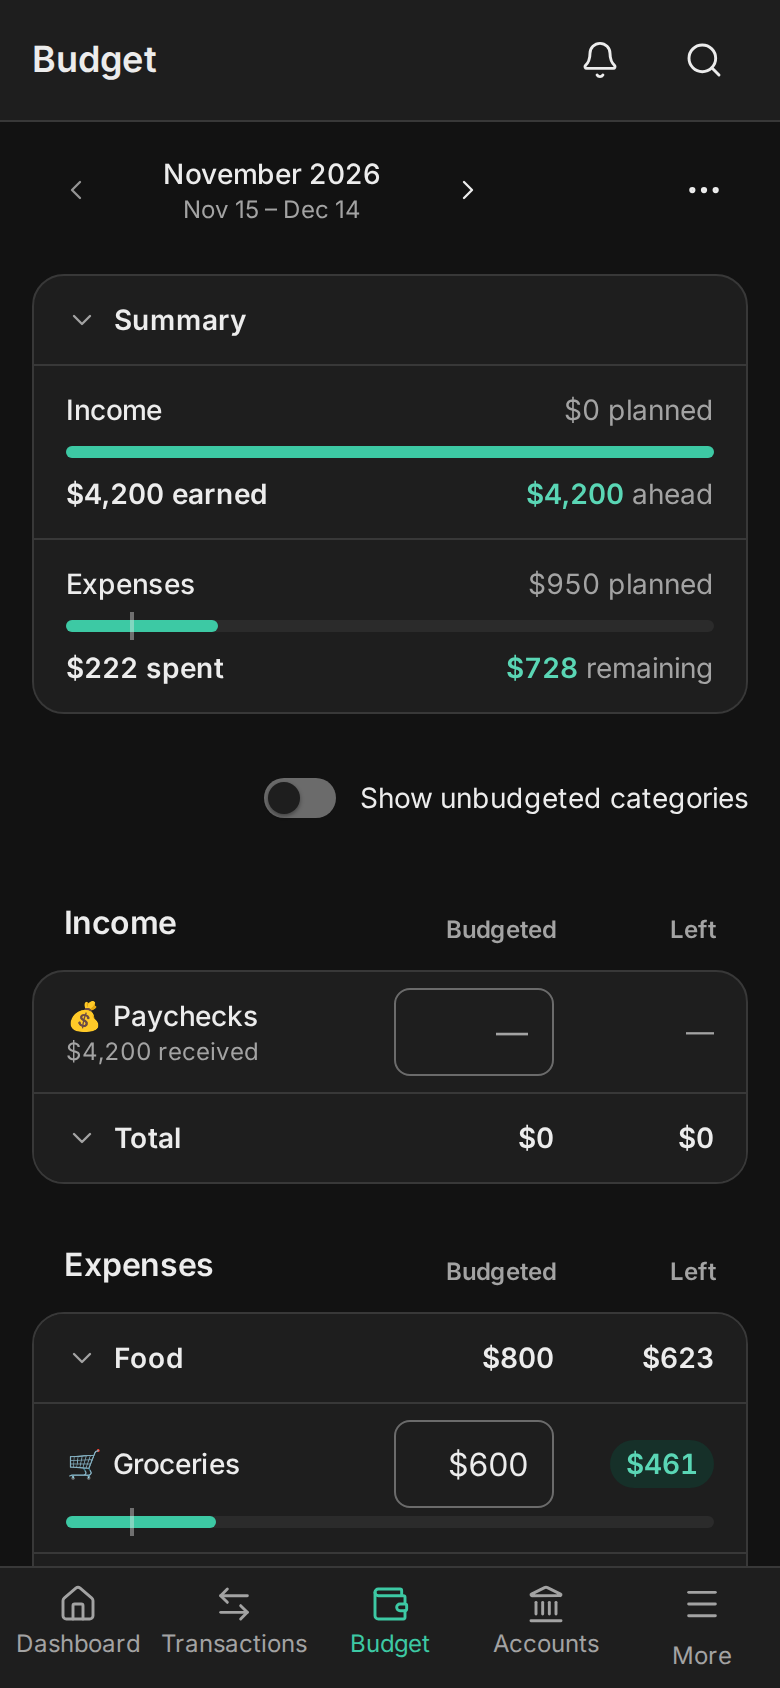 Budget
November 2026
Nov 15 – Dec 14
Summary
Income $0 planned
$4,200 earned $4,200 ahead
Expenses $950 planned
$222 spent $728 remaining
Show unbudgeted categories
Income Budgeted Left
Paychecks — —
$4,200 received
Total $0 $0
Expenses Budgeted Left
Food $800 $623
Groceries $600 $461
Dashboard Transactions Budget Accounts More